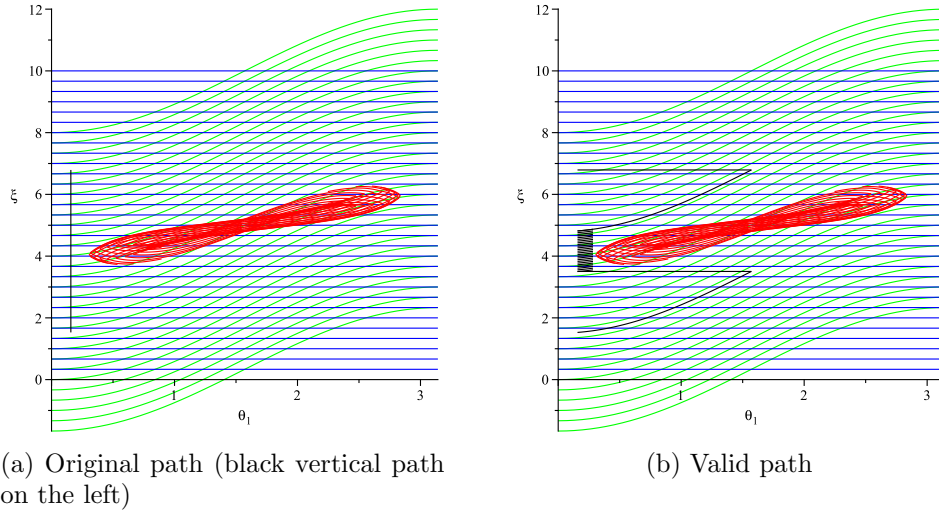 12
10
8
6
4
2
0
ξ
1
2
3
θ1
12
10
8
6
4
2
0
ξ
1
2
3
θ1
(a) Original path (black vertical path
on the left)
(b) Valid path